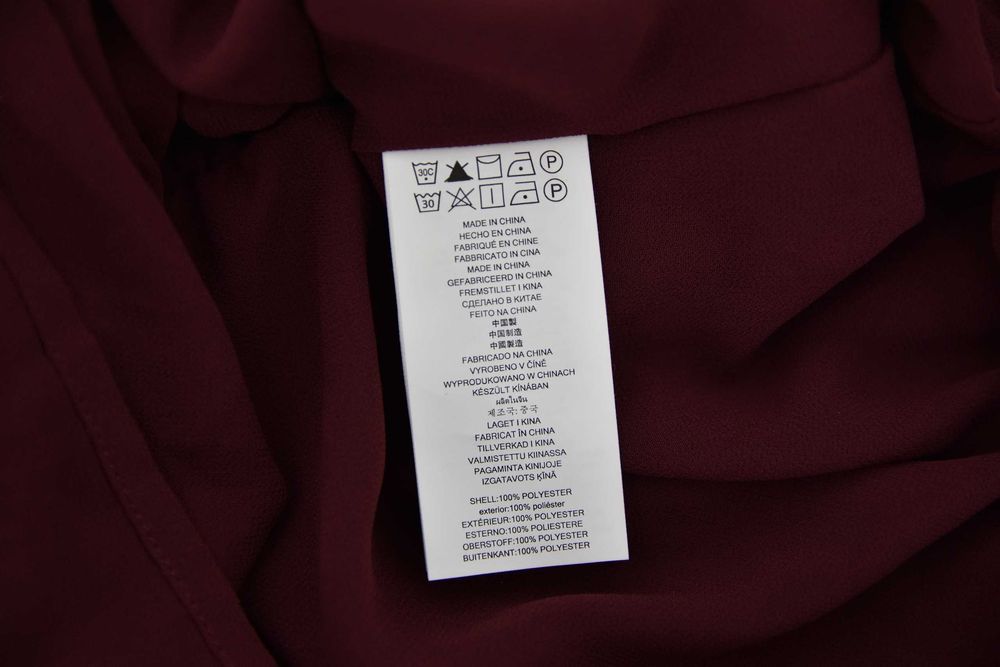 30C P
30 P
MADE IN CHINA
HECHO EN CHINA
FABRIQUÉ EN CHINE
FABBRICATO IN CINA
MADE IN CHINA
GEFABRICEERD IN CHINA
FREMSTILLET I KINA
СДЕЛАНО В КИТАЕ
FEITO NA CHINA
中国製
中国制造
中國製造
FABRICADO NA CHINA
VYROBENO V ČÍNĚ
WYPRODUKOWANO W CHINACH
KÉSZÜLT KÍNÁBAN
ผลิตในจีน
제조국: 중국
LAGET I KINA
FABRICAT ÎN CHINA
TILLVERKAD I KINA
VALMISTETTU KIINASSA
PAGAMINTA KINIJOJE
IZGATAVOTS ĶĪNĀ
SHELL:100% POLYESTER
exterior:100% poliéster
EXTÉRIEUR:100% POLYESTER
ESTERNO:100% POLIESTERE
OBERSTOFF:100% POLYESTER
BUITENKANT:100% POLYESTER